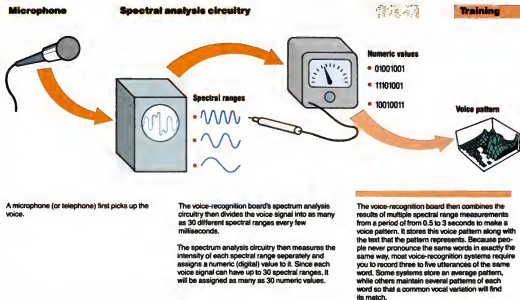 Microphone
Spectral analysis circuitry
Training
Numeric values
• 01001001
• 11101001
• 10010011
Spectral ranges
Voice pattern
A microphone (or telephone) first picks up the
voice.
The voice-recognition board's spectrum analysis
circuitry then divides the voice signal into as many
as 30 different spectral ranges every few
milliseconds.
The spectrum analysis circuitry then measures the
intensity of each spectral range separately and
assigns a numeric (digital) value to it. Since each
voice signal can have up to 30 spectral ranges, it
will be assigned as many as 30 numeric values.
The voice-recognition board then combines the
results of multiple spectral range measurements
from a period of from 0.5 to 3 seconds to make a
voice pattern. It stores this voice pattern along with
the text that the pattern represents. Because peo-
ple never pronounce the same words in exactly the
same way, most voice-recognition systems require
you to record three to five utterances of the same
word. Some systems store an average pattern,
while others maintain several patterns of each
word so that a common vocal variation will find
its match.